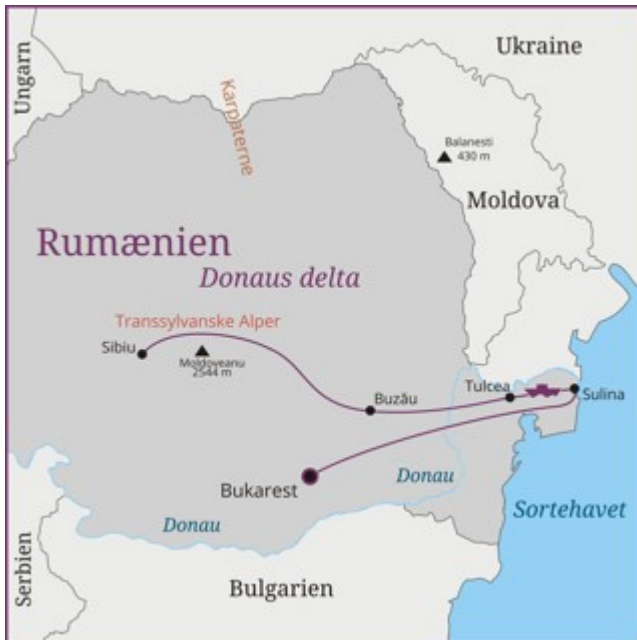 Ukraine
Ungarn
Karpaterne
Balanesti
430 m
Moldova
Rumænien
Donaus delta
Transsylvanske Alper
Sibiu
Moldoveanu
2544 m
Tulcea
Sulina
Buzău
Bukarest
Donau
Donau
Sortehavet
Serbien
Bulgarien